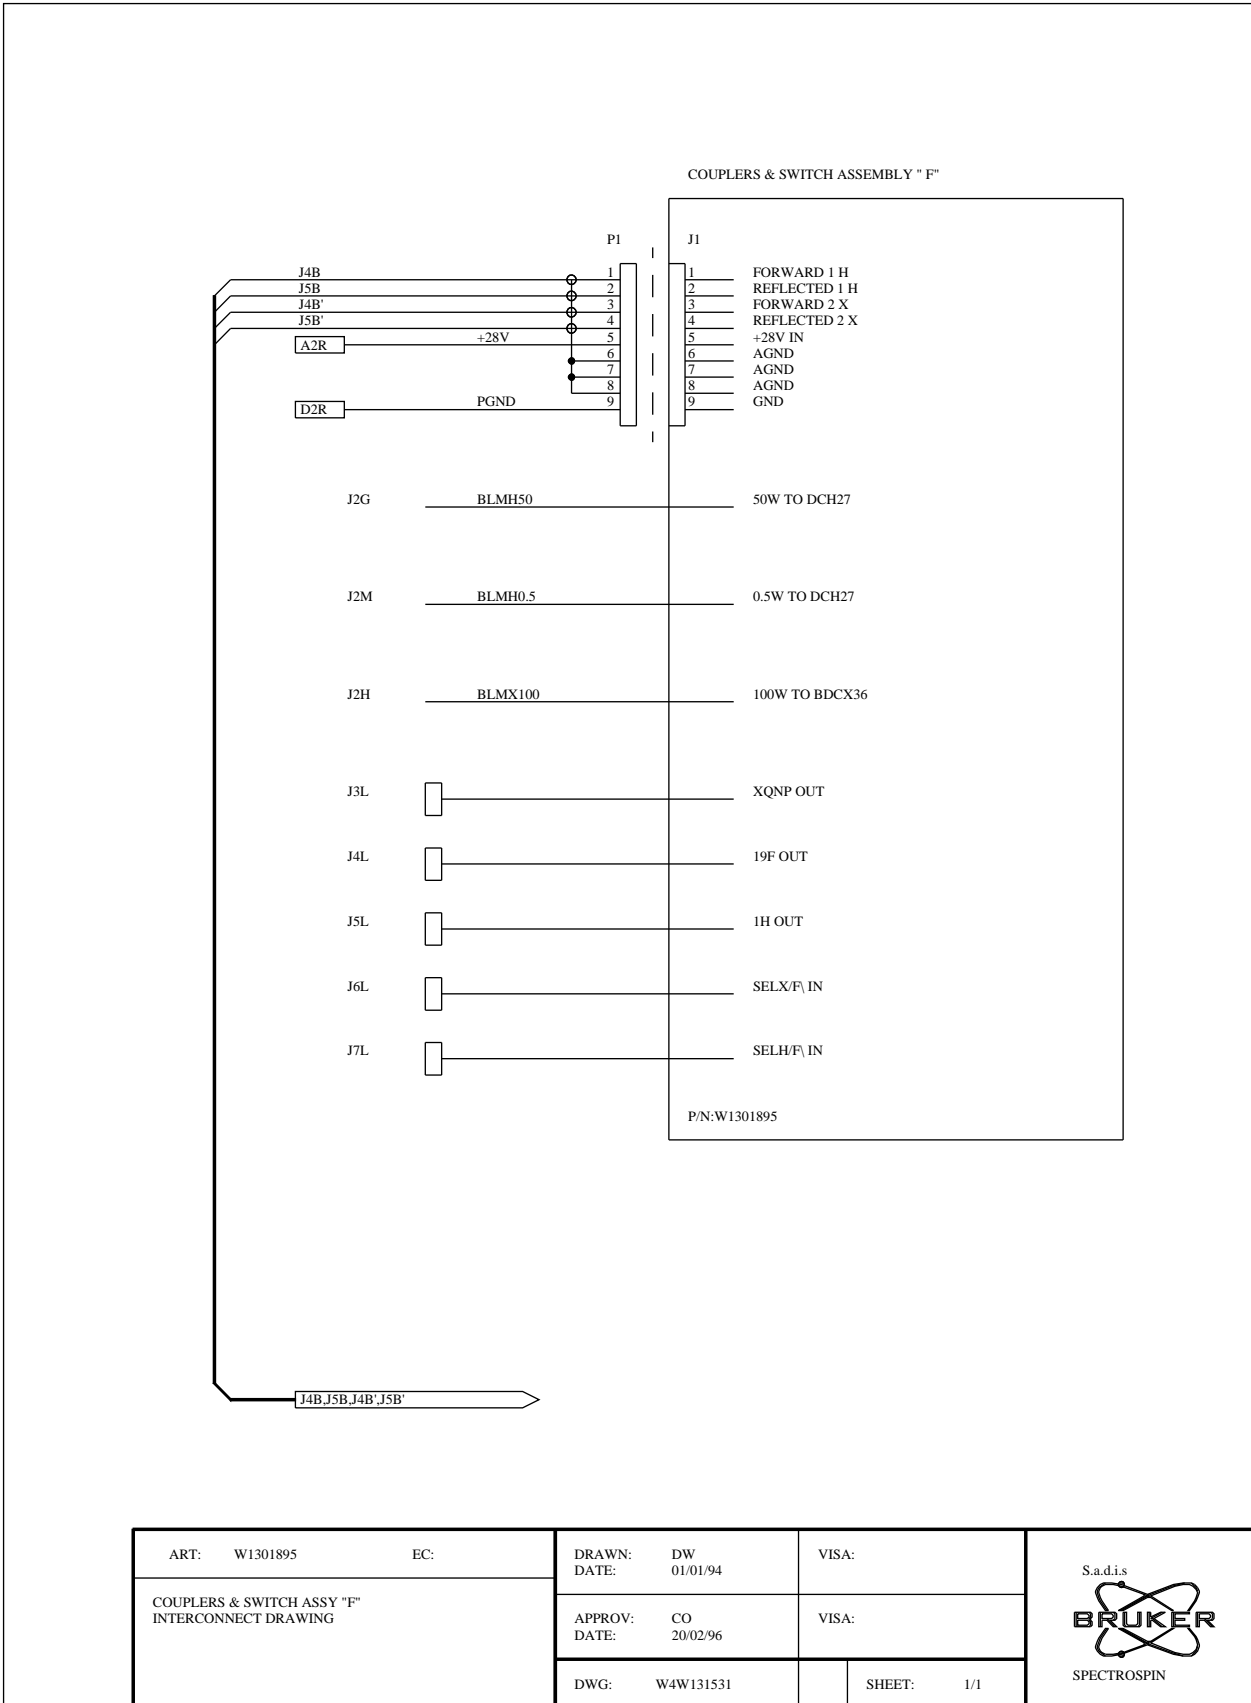 COUPLERS & SWITCH ASSEMBLY " F"
P1 J1
J4B 1 1 FORWARD 1 H
J5B 2 2 REFLECTED 1 H
J4B' 3 3 FORWARD 2 X
J5B' 4 4 REFLECTED 2 X
A2R +28V 5 5 +28V IN
6 6 AGND
7 7 AGND
8 8 AGND
D2R PGND 9 9 GND
J2G BLMH50 50W TO DCH27
J2M BLMH0.5 0.5W TO DCH27
J2H BLMX100 100W TO BDCX36
J3L XQNP OUT
J4L 19F OUT
J5L 1H OUT
J6L SELX/F\ IN
J7L SELH/F\ IN
P/N:W1301895
J4B,J5B,J4B',J5B'
ART: W1301895 EC:
COUPLERS & SWITCH ASSY "F"
INTERCONNECT DRAWING
DRAWN: DW
DATE: 01/01/94
VISA:
APPROV: CO
DATE: 20/02/96
VISA:
DWG: W4W131531
SHEET: 1/1
S.a.d.i.s
BRUKER
SPECTROSPIN